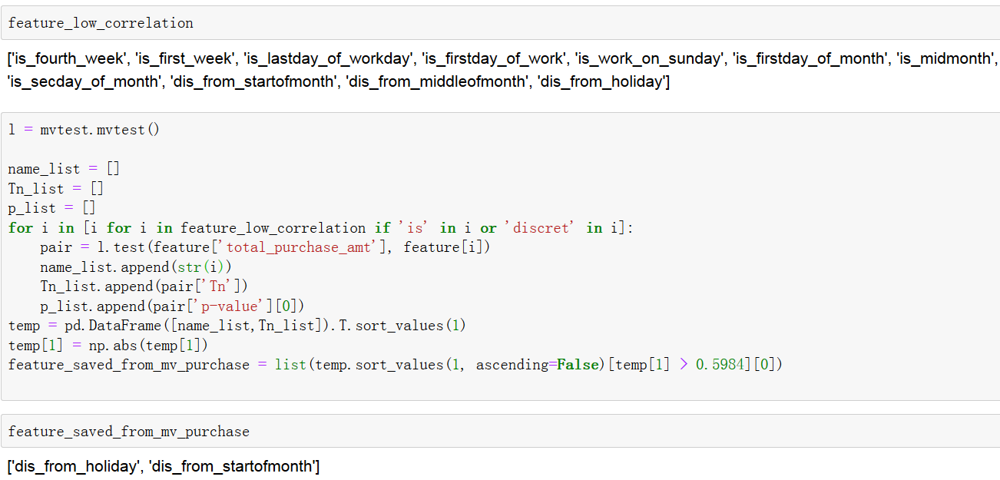 feature_low_correlation
['is_fourth_week', 'is_first_week', 'is_lastday_of_workday', 'is_firstday_of_work', 'is_work_on_sunday', 'is_firstday_of_month', 'is_midmonth',
'is_secday_of_month', 'dis_from_startofmonth', 'dis_from_middleofmonth', 'dis_from_holiday']
l = mvtest.mvtest()
name_list = []
Tn_list = []
p_list = []
for i in [i for i in feature_low_correlation if 'is' in i or 'discret' in i]:
    pair = l.test(feature['total_purchase_amt'], feature[i])
    name_list.append(str(i))
    Tn_list.append(pair['Tn'])
    p_list.append(pair['p-value'][0])
temp = pd.DataFrame([name_list,Tn_list]).T.sort_values(1)
temp[1] = np.abs(temp[1])
feature_saved_from_mv_purchase = list(temp.sort_values(1, ascending=False)[temp[1] > 0.5984][0])
feature_saved_from_mv_purchase
['dis_from_holiday', 'dis_from_startofmonth']